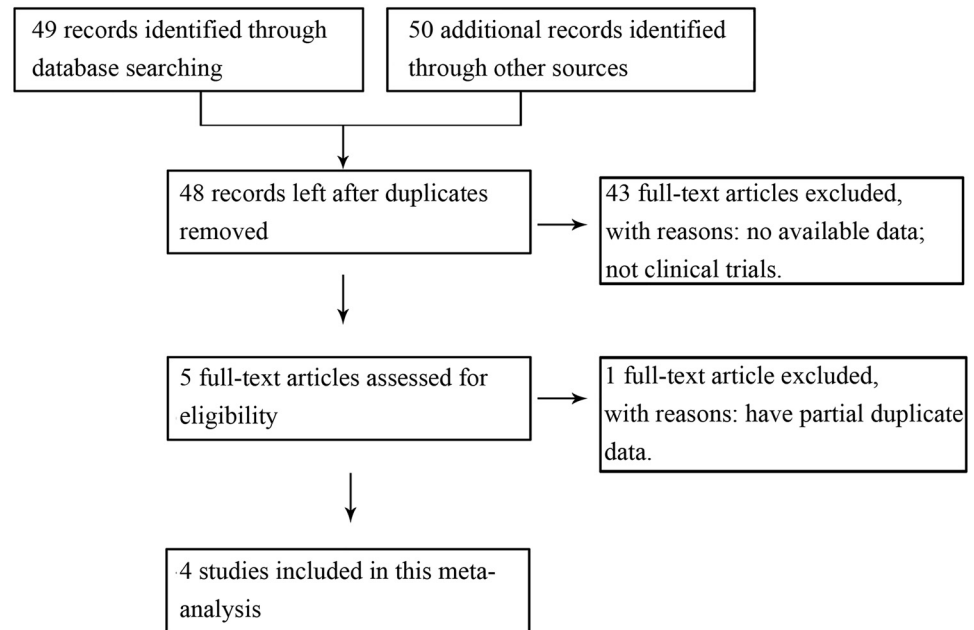 49 records identified through
database searching
50 additional records identified
through other sources
48 records left after duplicates
removed
43 full-text articles excluded,
with reasons: no available data;
not clinical trials.
5 full-text articles assessed for
eligibility
1 full-text article excluded,
with reasons: have partial duplicate
data.
4 studies included in this meta-
analysis